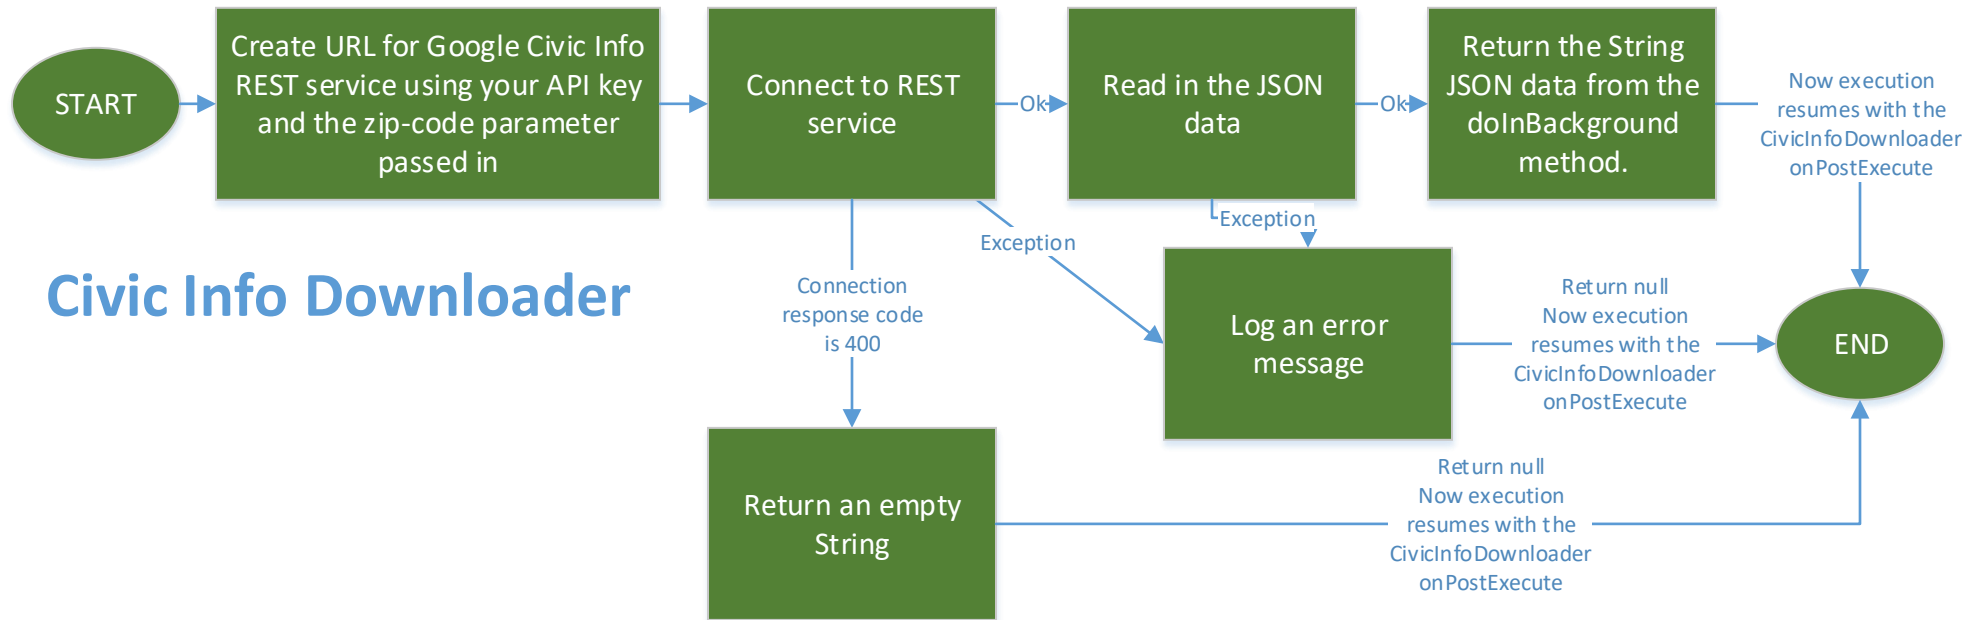 START
Create URL for Google Civic Info
REST service using your API key
and the zip-code parameter
passed in
Connect to REST
service
Ok
Read in the JSON
data
Ok
Return the String
JSON data from the
doInBackground
method.
Now execution
resumes with the
CivicInfoDownloader
onPostExecute
Exception
Exception
Civic Info Downloader
Connection
response code
is 400
Log an error
message
Return null
Now execution
resumes with the
CivicInfoDownloader
onPostExecute
END
Return an empty
String
Return null
Now execution
resumes with the
CivicInfoDownloader
onPostExecute